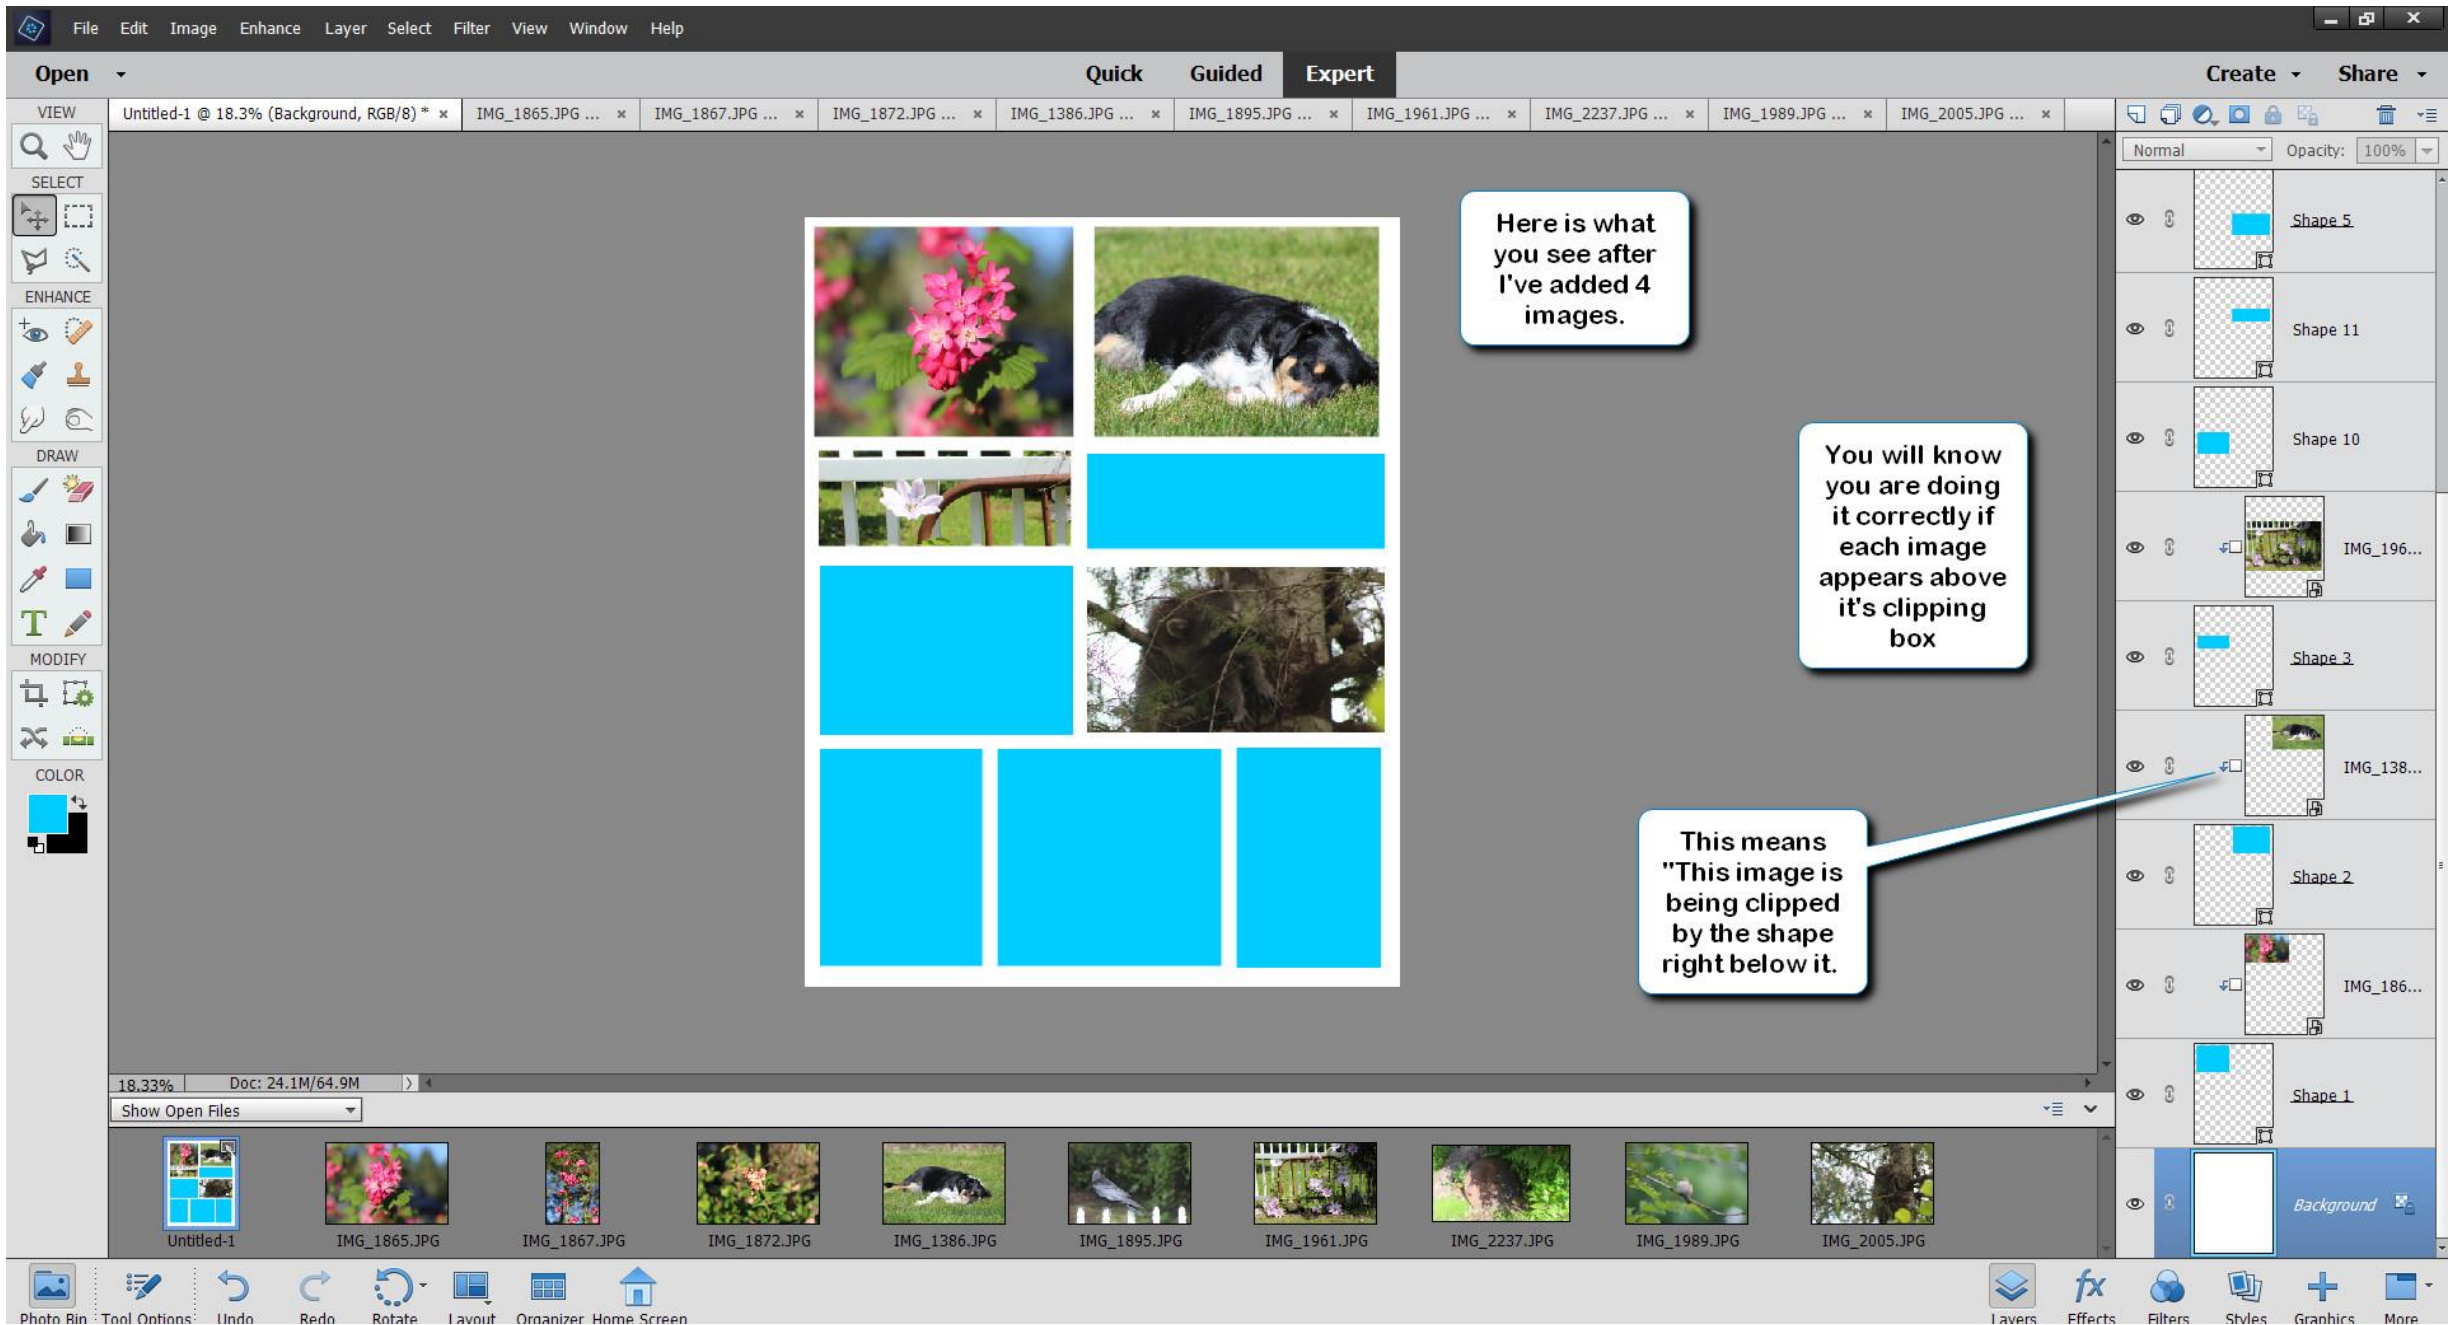 File Edit Image Enhance Layer Select Filter View Window Help
Open Quick Guided Expert Create Share
VIEW
Untitled-1 @ 18.3% (Background, RGB/8) * × IMG_1865.JPG ... × IMG_1867.JPG ... × IMG_1872.JPG ... × IMG_1386.JPG ... × IMG_1895.JPG ... × IMG_1961.JPG ... × IMG_2237.JPG ... × IMG_1989.JPG ... × IMG_2005.JPG ... ×
Normal Opacity: 100%
SELECT
ENHANCE
DRAW
MODIFY
COLOR
Here is what
you see after
I've added 4
images.
You will know
you are doing
it correctly if
each image
appears above
it's clipping
box
This means
"This image is
being clipped
by the shape
right below it.
Shape 5
Shape 11
Shape 10
IMG_196...
Shape 3
IMG_138...
Shape 2
IMG_186...
Shape 1
Background
18.33% Doc: 24.1M/64.9M
Show Open Files
Untitled-1 IMG_1865.JPG IMG_1867.JPG IMG_1872.JPG IMG_1386.JPG IMG_1895.JPG IMG_1961.JPG IMG_2237.JPG IMG_1989.JPG IMG_2005.JPG
Photo Bin Tool Options Undo Redo Rotate Layout Organizer Home Screen Layers Effects Filters Styles Graphics More